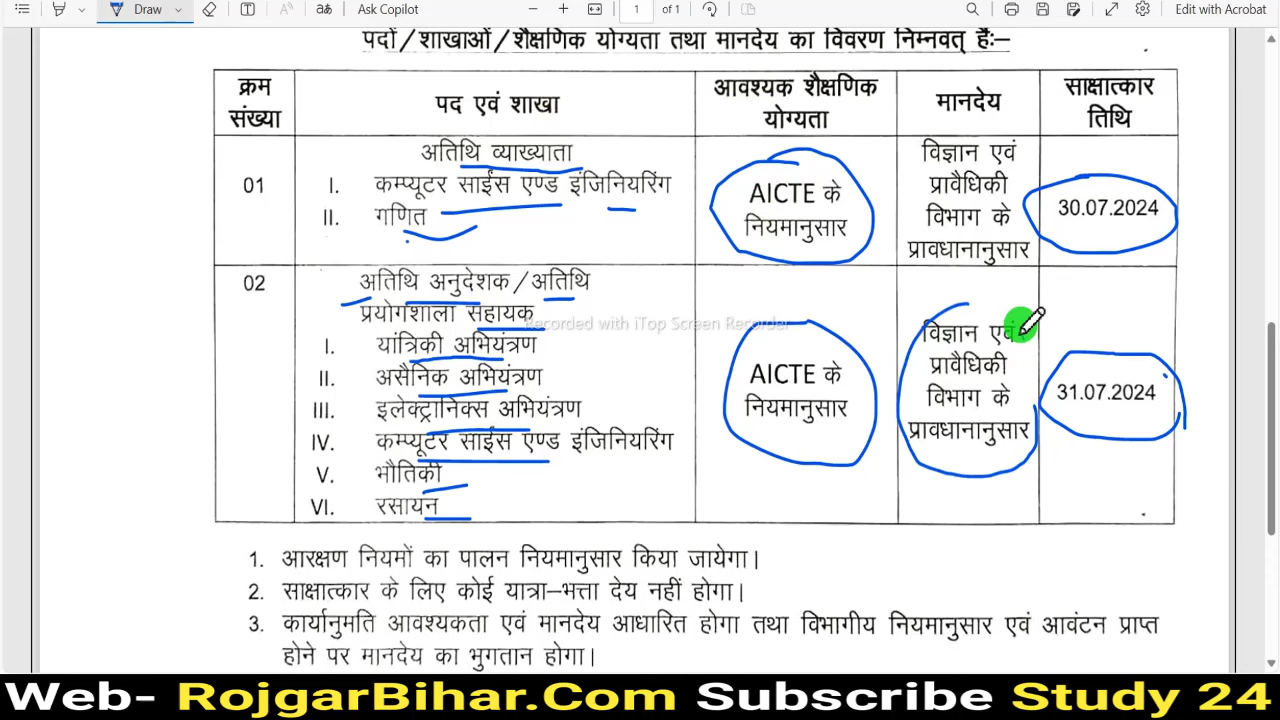 Draw
Ask Copilot
1 of 1
Edit with Acrobat
पदों/शाखाओं/शैक्षणिक योग्यता तथा मानदेय का विवरण निम्नवत् हैः–
क्रम संख्या
पद एवं शाखा
आवश्यक शैक्षणिक योग्यता
मानदेय
साक्षात्कार तिथि
01
अतिथि व्याख्याता
I. कम्प्यूटर साईंस एण्ड इंजिनियरिंग
II. गणित
AICTE के
नियमानुसार
विज्ञान एवं
प्रावैधिकी
विभाग के
प्रावधानानुसार
30.07.2024
02
अतिथि अनुदेशक/अतिथि
प्रयोगशाला सहायक
I. यांत्रिकी अभियंत्रण
II. असैनिक अभियंत्रण
III. इलेक्ट्रानिक्स अभियंत्रण
IV. कम्प्यूटर साईंस एण्ड इंजिनियरिंग
V. भौतिकी
VI. रसायन
AICTE के
नियमानुसार
विज्ञान एवं
प्रावैधिकी
विभाग के
प्रावधानानुसार
31.07.2024
Recorded with iTop Screen Recorder
1. आरक्षण नियमों का पालन नियमानुसार किया जायेगा।
2. साक्षात्कार के लिए कोई यात्रा–भत्ता देय नहीं होगा।
3. कार्यानुमति आवश्यकता एवं मानदेय आधारित होगा तथा विभागीय नियमानुसार एवं आवंटन प्राप्त
होने पर मानदेय का भुगतान होगा।
Web- RojgarBihar.Com Subscribe Study 24